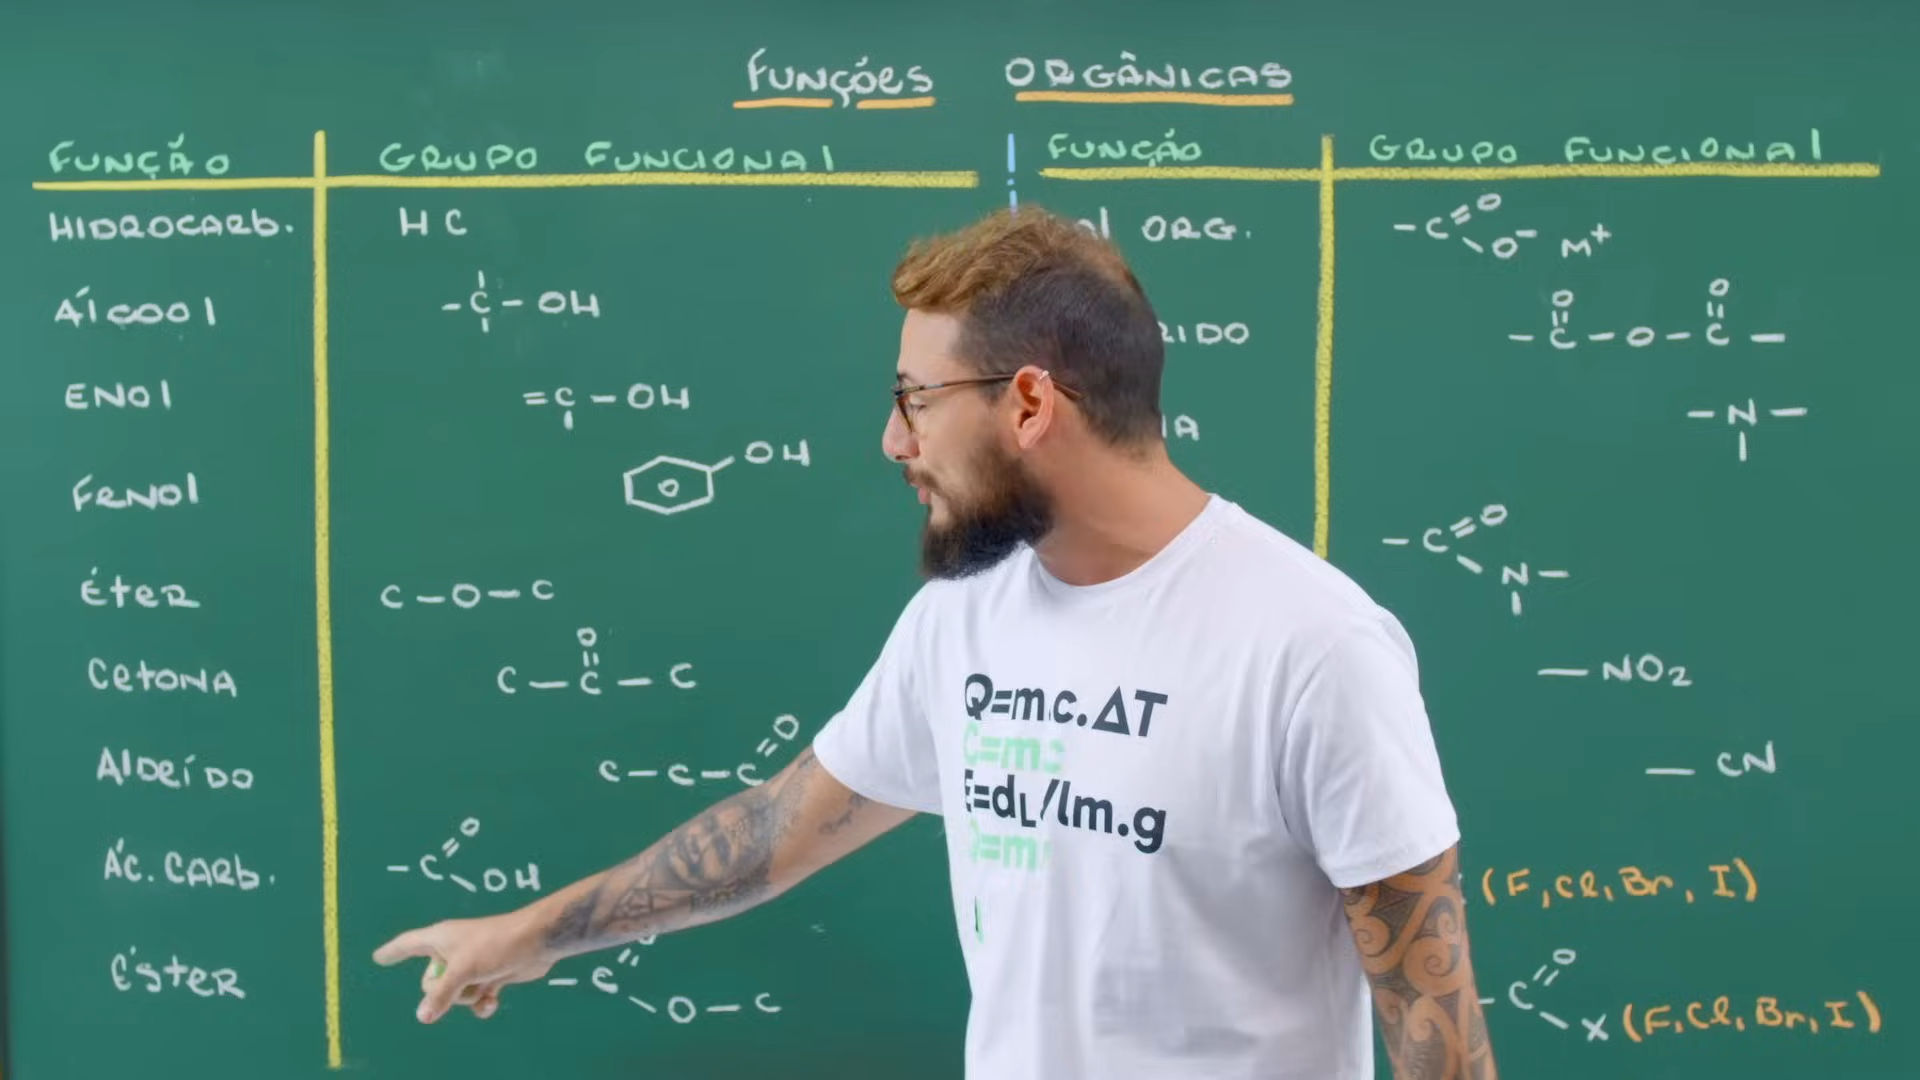 FUNÇÕES ORGÂNICAS
FUNÇÃO GRUPO FUNCIONAL
HIDROCARB. HC
ÁLCOOL -C-OH
ENOL =C-OH
FENOL OH
ÉTER C-O-C
CETONA O
C-C-C
ALDEÍDO C-C-C=O
ÁC. CARB. -C=O
OH
ÉSTER -C=O
O-C
FUNÇÃO GRUPO FUNCIONAL
ORG. -C=O
O- M+
O O
-C-O-C-
-N-
-C=O
N-
-NO2
-CN
(F, Cl, Br, I)
-C=O
X (F, Cl, Br, I)
Q=m.c.ΔT
C=m.c
E=dL/lm.g